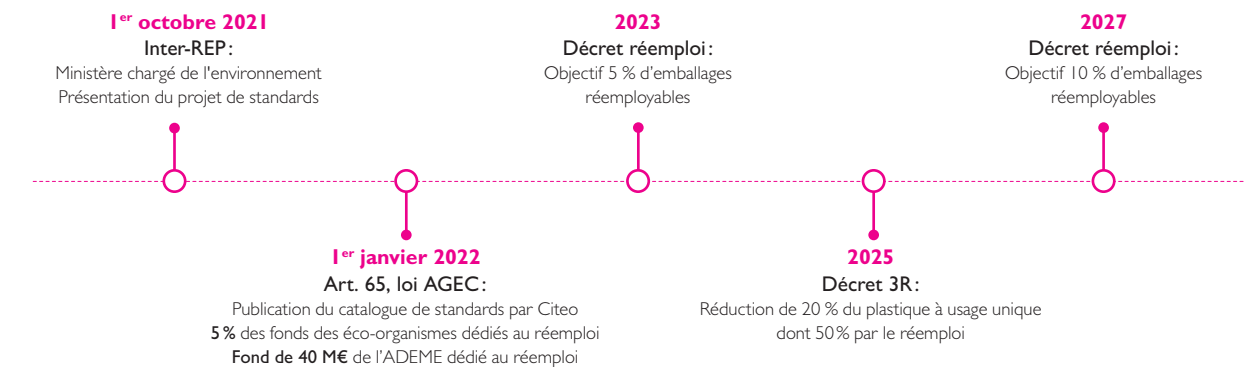 1er octobre 2021
Inter-REP :
Ministère chargé de l'environnement
Présentation du projet de standards
2023
Décret réemploi :
Objectif 5 % d’emballages
réemployables
2027
Décret réemploi :
Objectif 10 % d’emballages
réemployables
1er janvier 2022
Art. 65, loi AGEC :
Publication du catalogue de standards par Citeo
5 % des fonds des éco-organismes dédiés au réemploi
Fond de 40 M€ de l’ADEME dédié au réemploi
2025
Décret 3R :
Réduction de 20 % du plastique à usage unique
dont 50 % par le réemploi